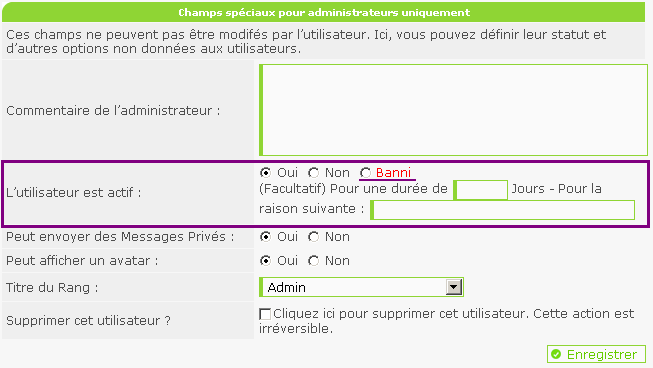 Champs spéciaux pour administrateurs uniquement
Ces champs ne peuvent pas être modifiés par l'utilisateur. Ici, vous pouvez définir leur statut et
d'autres options non données aux utilisateurs.
Commentaire de l'administrateur :
L'utilisateur est actif :
Oui Non Banni
(Facultatif) Pour une durée de Jours - Pour la
raison suivante :
Peut envoyer des Messages Privés : Oui Non
Peut afficher un avatar : Oui Non
Titre du Rang : Admin
Supprimer cet utilisateur ?
Cliquez ici pour supprimer cet utilisateur. Cette action est
irréversible.
Enregistrer